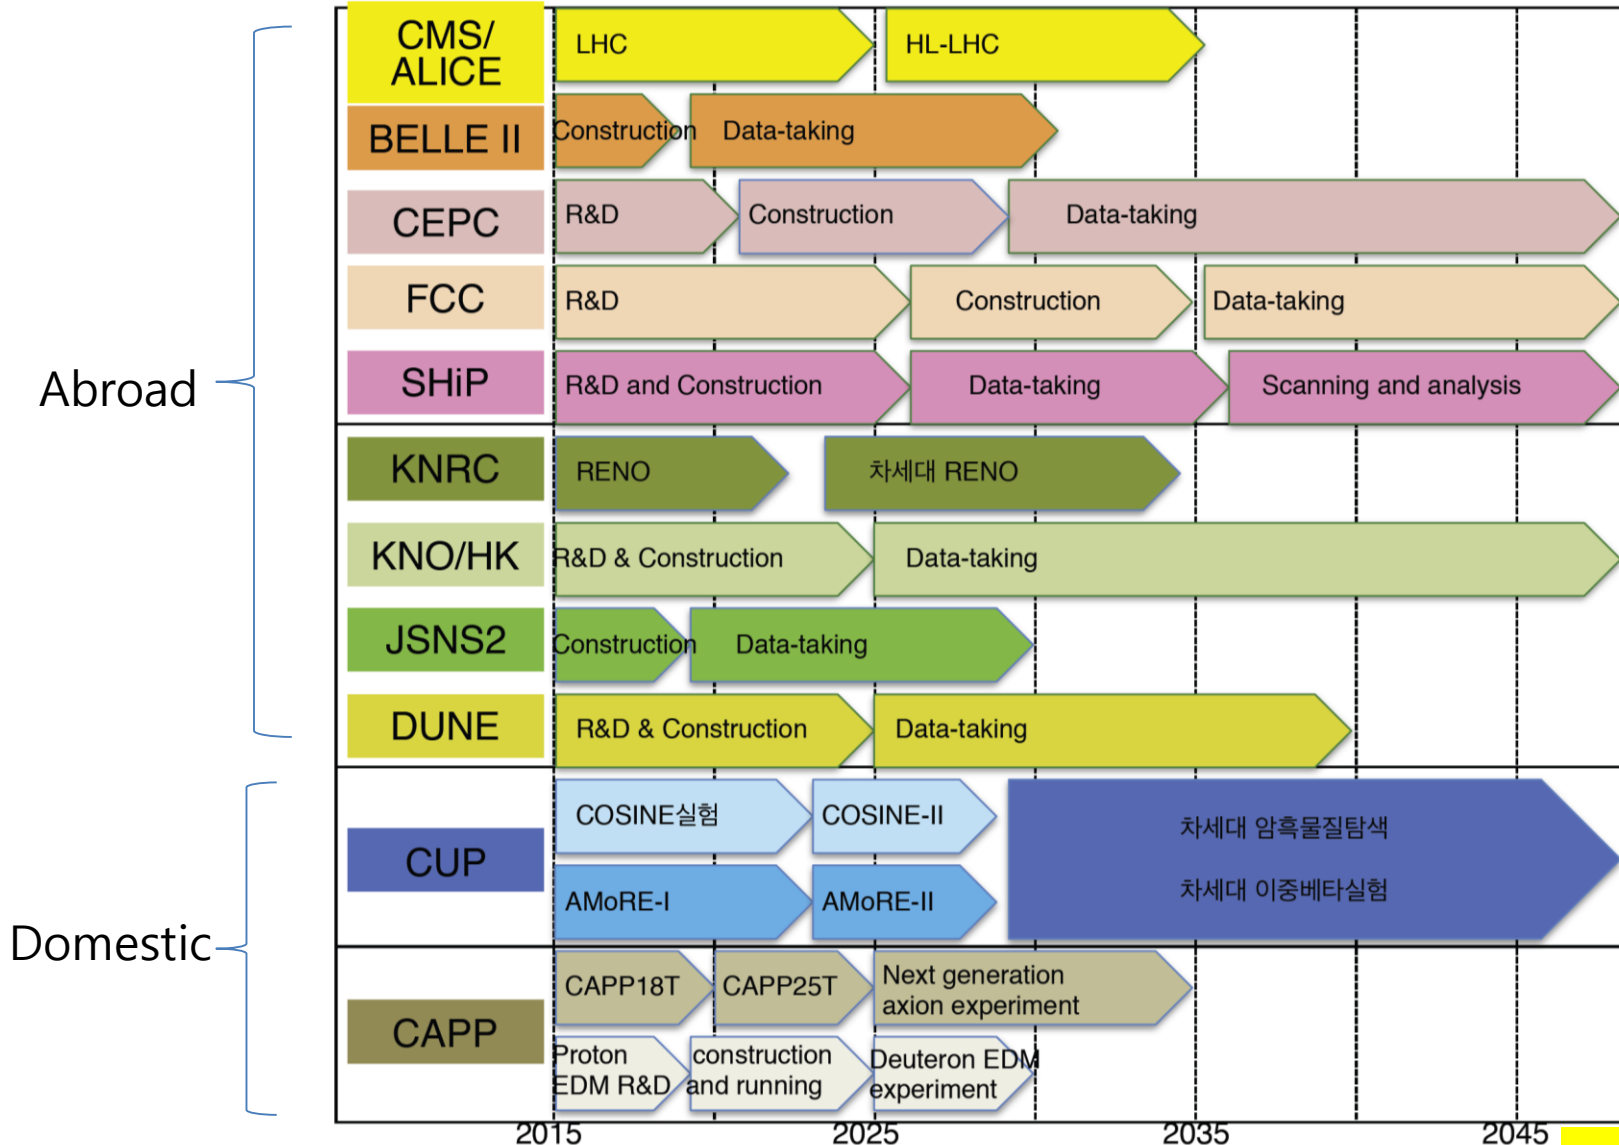 Abroad
CMS/
ALICE
LHC
HL-LHC
BELLE II
Construction
Data-taking
CEPC
R&D
Construction
Data-taking
FCC
R&D
Construction
Data-taking
SHiP
R&D and Construction
Data-taking
Scanning and analysis
KNRC
RENO
차세대 RENO
KNO/HK
R&D & Construction
Data-taking
JSNS2
Construction
Data-taking
DUNE
R&D & Construction
Data-taking
Domestic
CUP
COSINE실험
COSINE-II
AMoRE-I
AMoRE-II
차세대 암흑물질탐색
차세대 이중베타실험
CAPP
CAPP18T
CAPP25T
Next generation
axion experiment
Proton
EDM R&D
construction
and running
Deuteron EDM
experiment
2015
2025
2035
2045